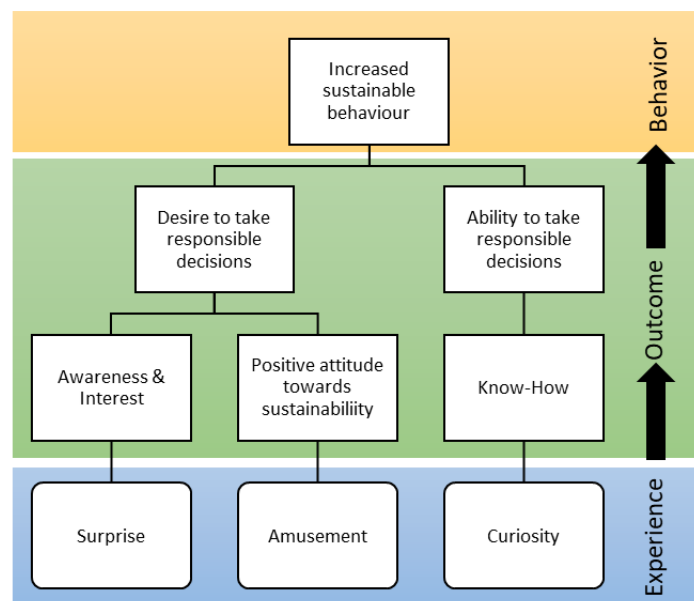 Increased
sustainable
behaviour
Behavior
Desire to take
responsible
decisions
Ability to take
responsible
decisions
Outcome
Awareness &
Interest
Positive attitude
towards
sustainabiliity
Know-How
Surprise
Amusement
Curiosity
Experience